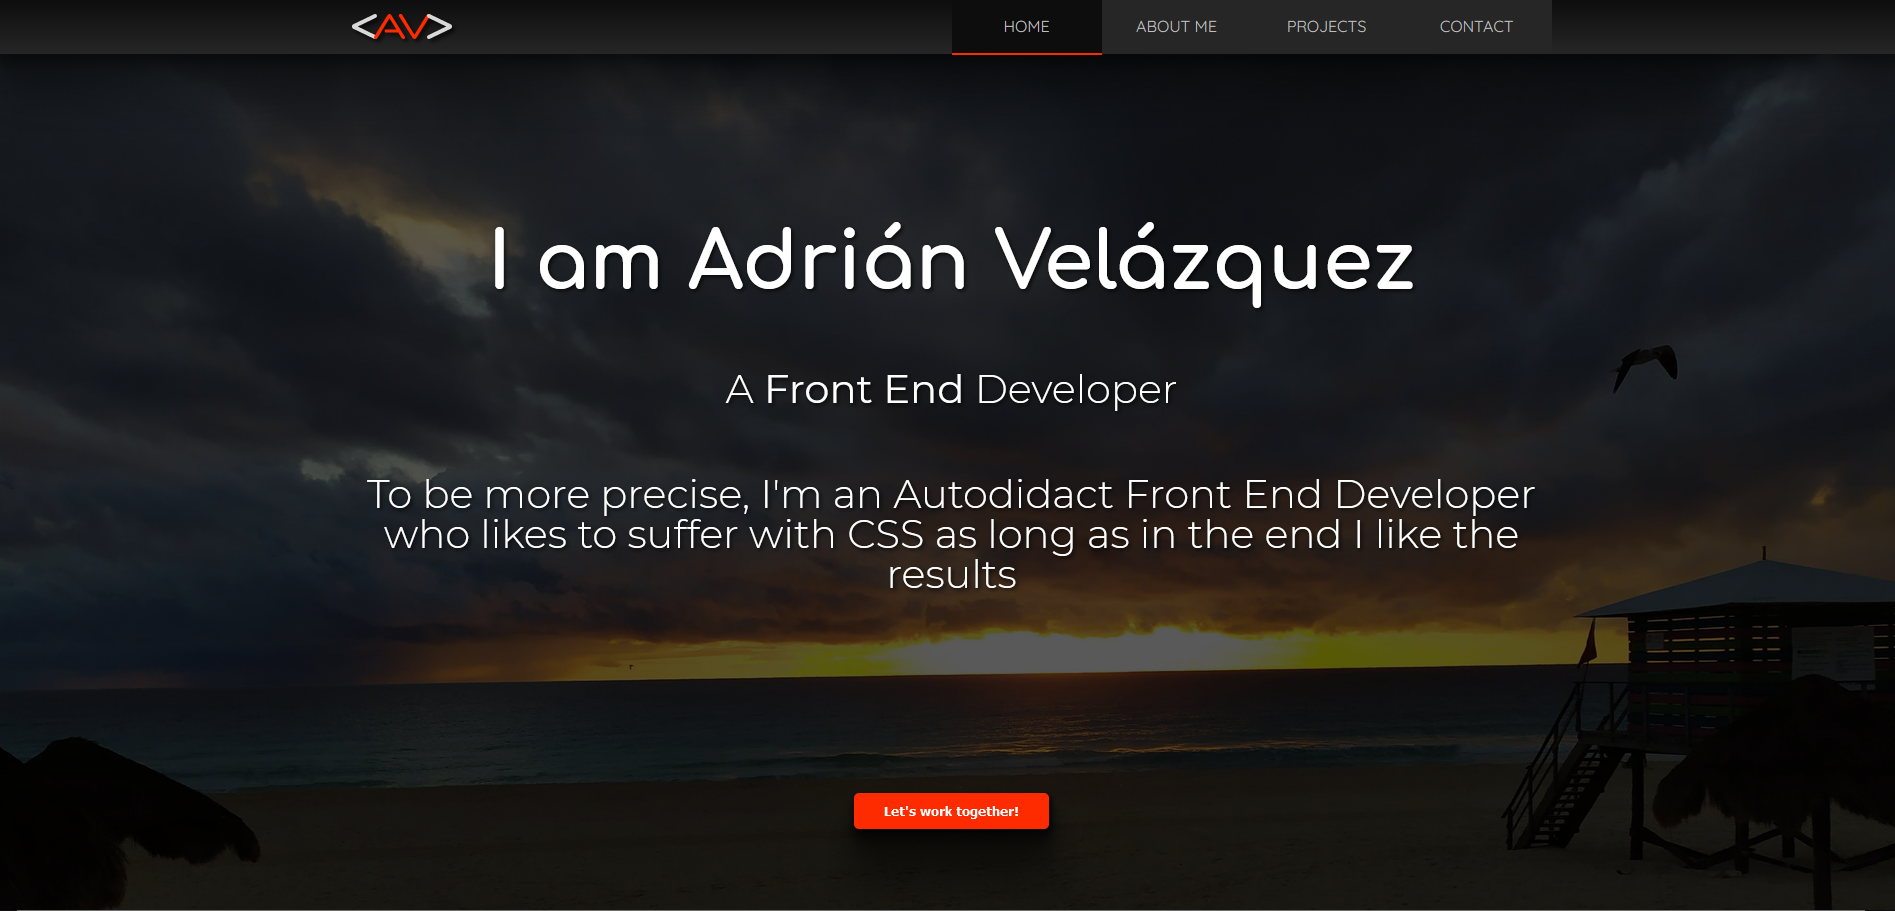 <AV>
HOME
ABOUT ME
PROJECTS
CONTACT
I am Adrián Velázquez
A Front End Developer
To be more precise, I'm an Autodidact Front End Developer
who likes to suffer with CSS as long as in the end I like the
results
Let's work together!